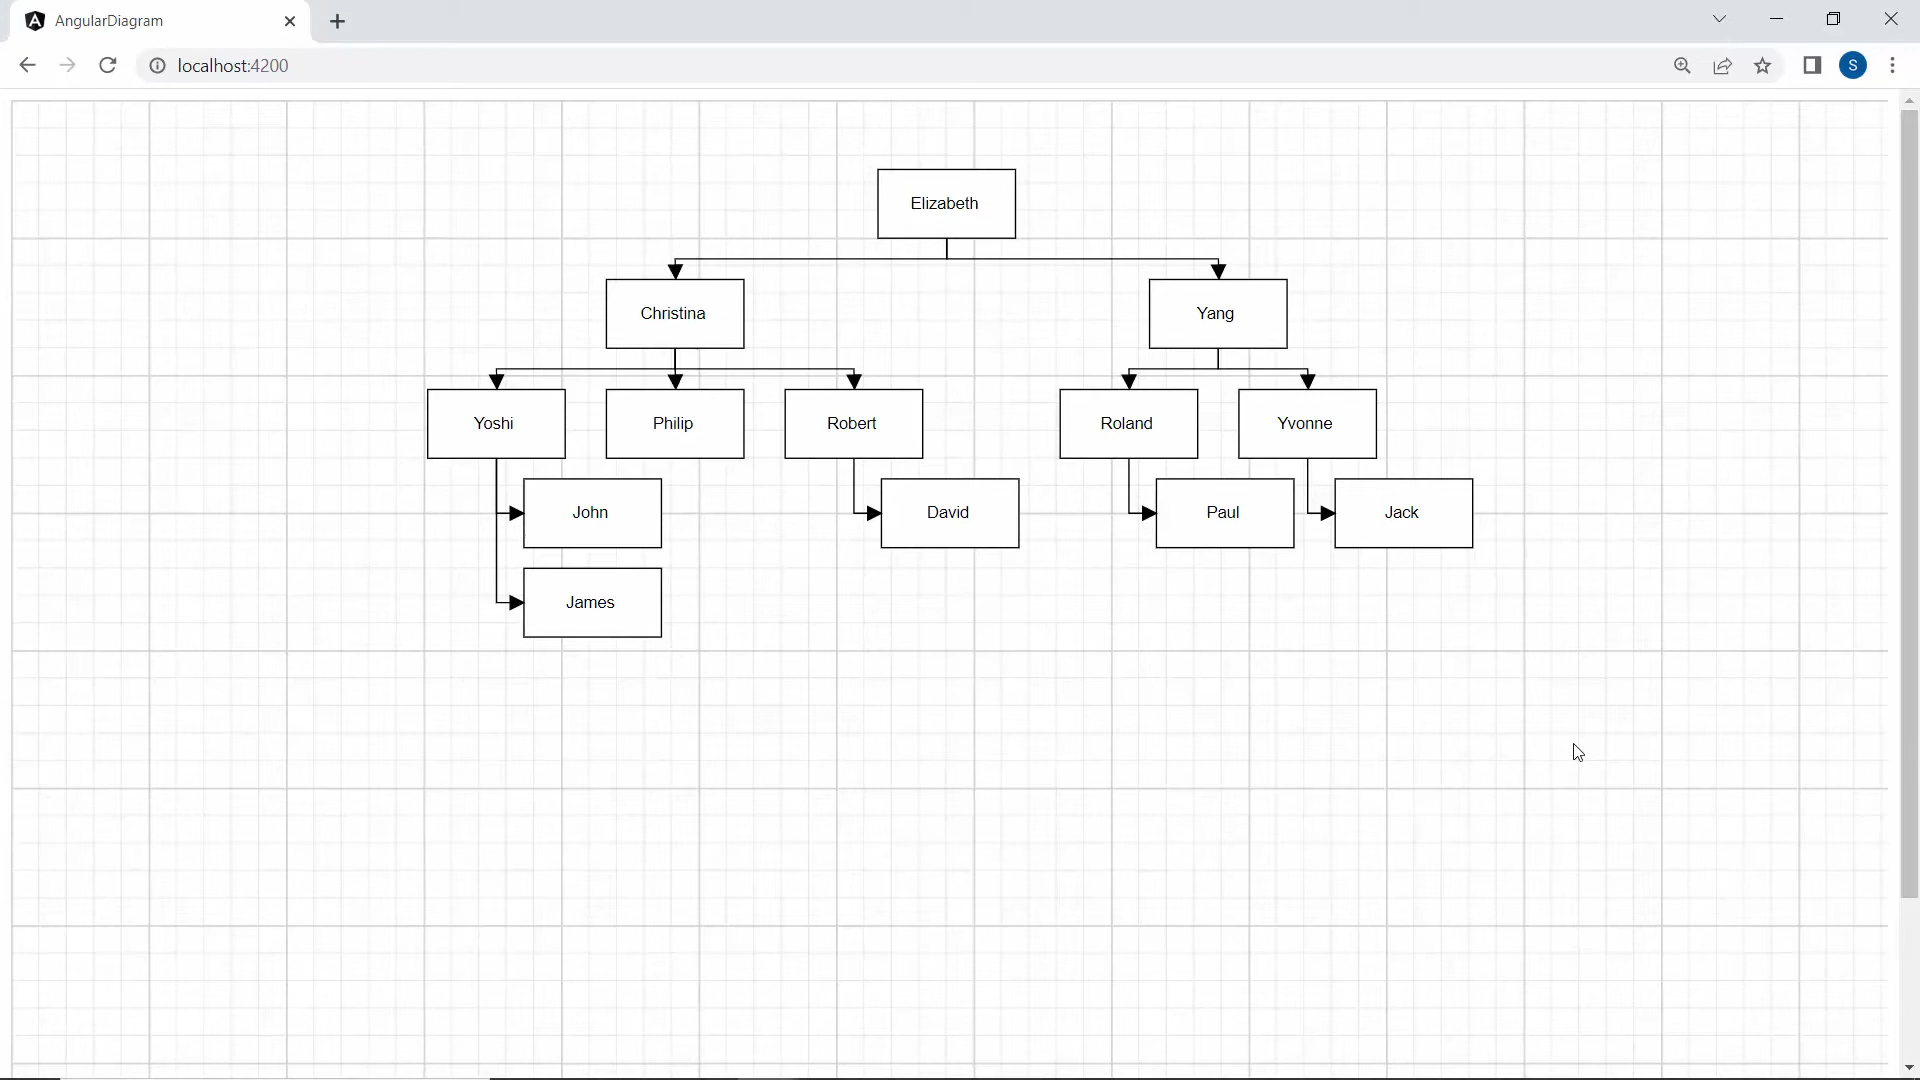 AngularDiagram
localhost:4200
S
Elizabeth
Christina
Yang
Yoshi
Philip
Robert
Roland
Yvonne
John
David
Paul
Jack
James